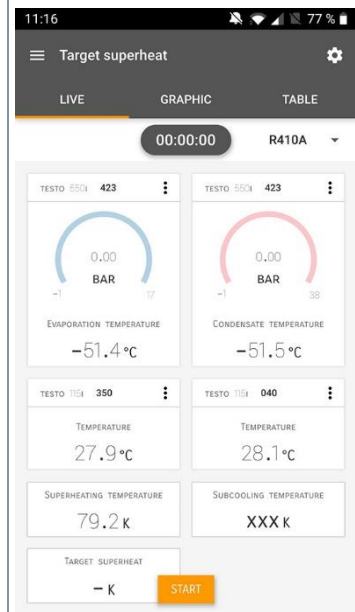 11:16 77 %
Target superheat
LIVE GRAPHIC TABLE
00:00:00 R410A
TESTO 550i 423 TESTO 550i 423
0.00 0.00
BAR BAR
-1 17 -1 38
EVAPORATION TEMPERATURE CONDENSATE TEMPERATURE
-51.4 °C -51.5 °C
TESTO 115i 350 TESTO 115i 040
TEMPERATURE TEMPERATURE
27.9 °C 28.1 °C
SUPERHEATING TEMPERATURE SUBCOOLING TEMPERATURE
79.2 K XXX K
TARGET SUPERHEAT
– K START